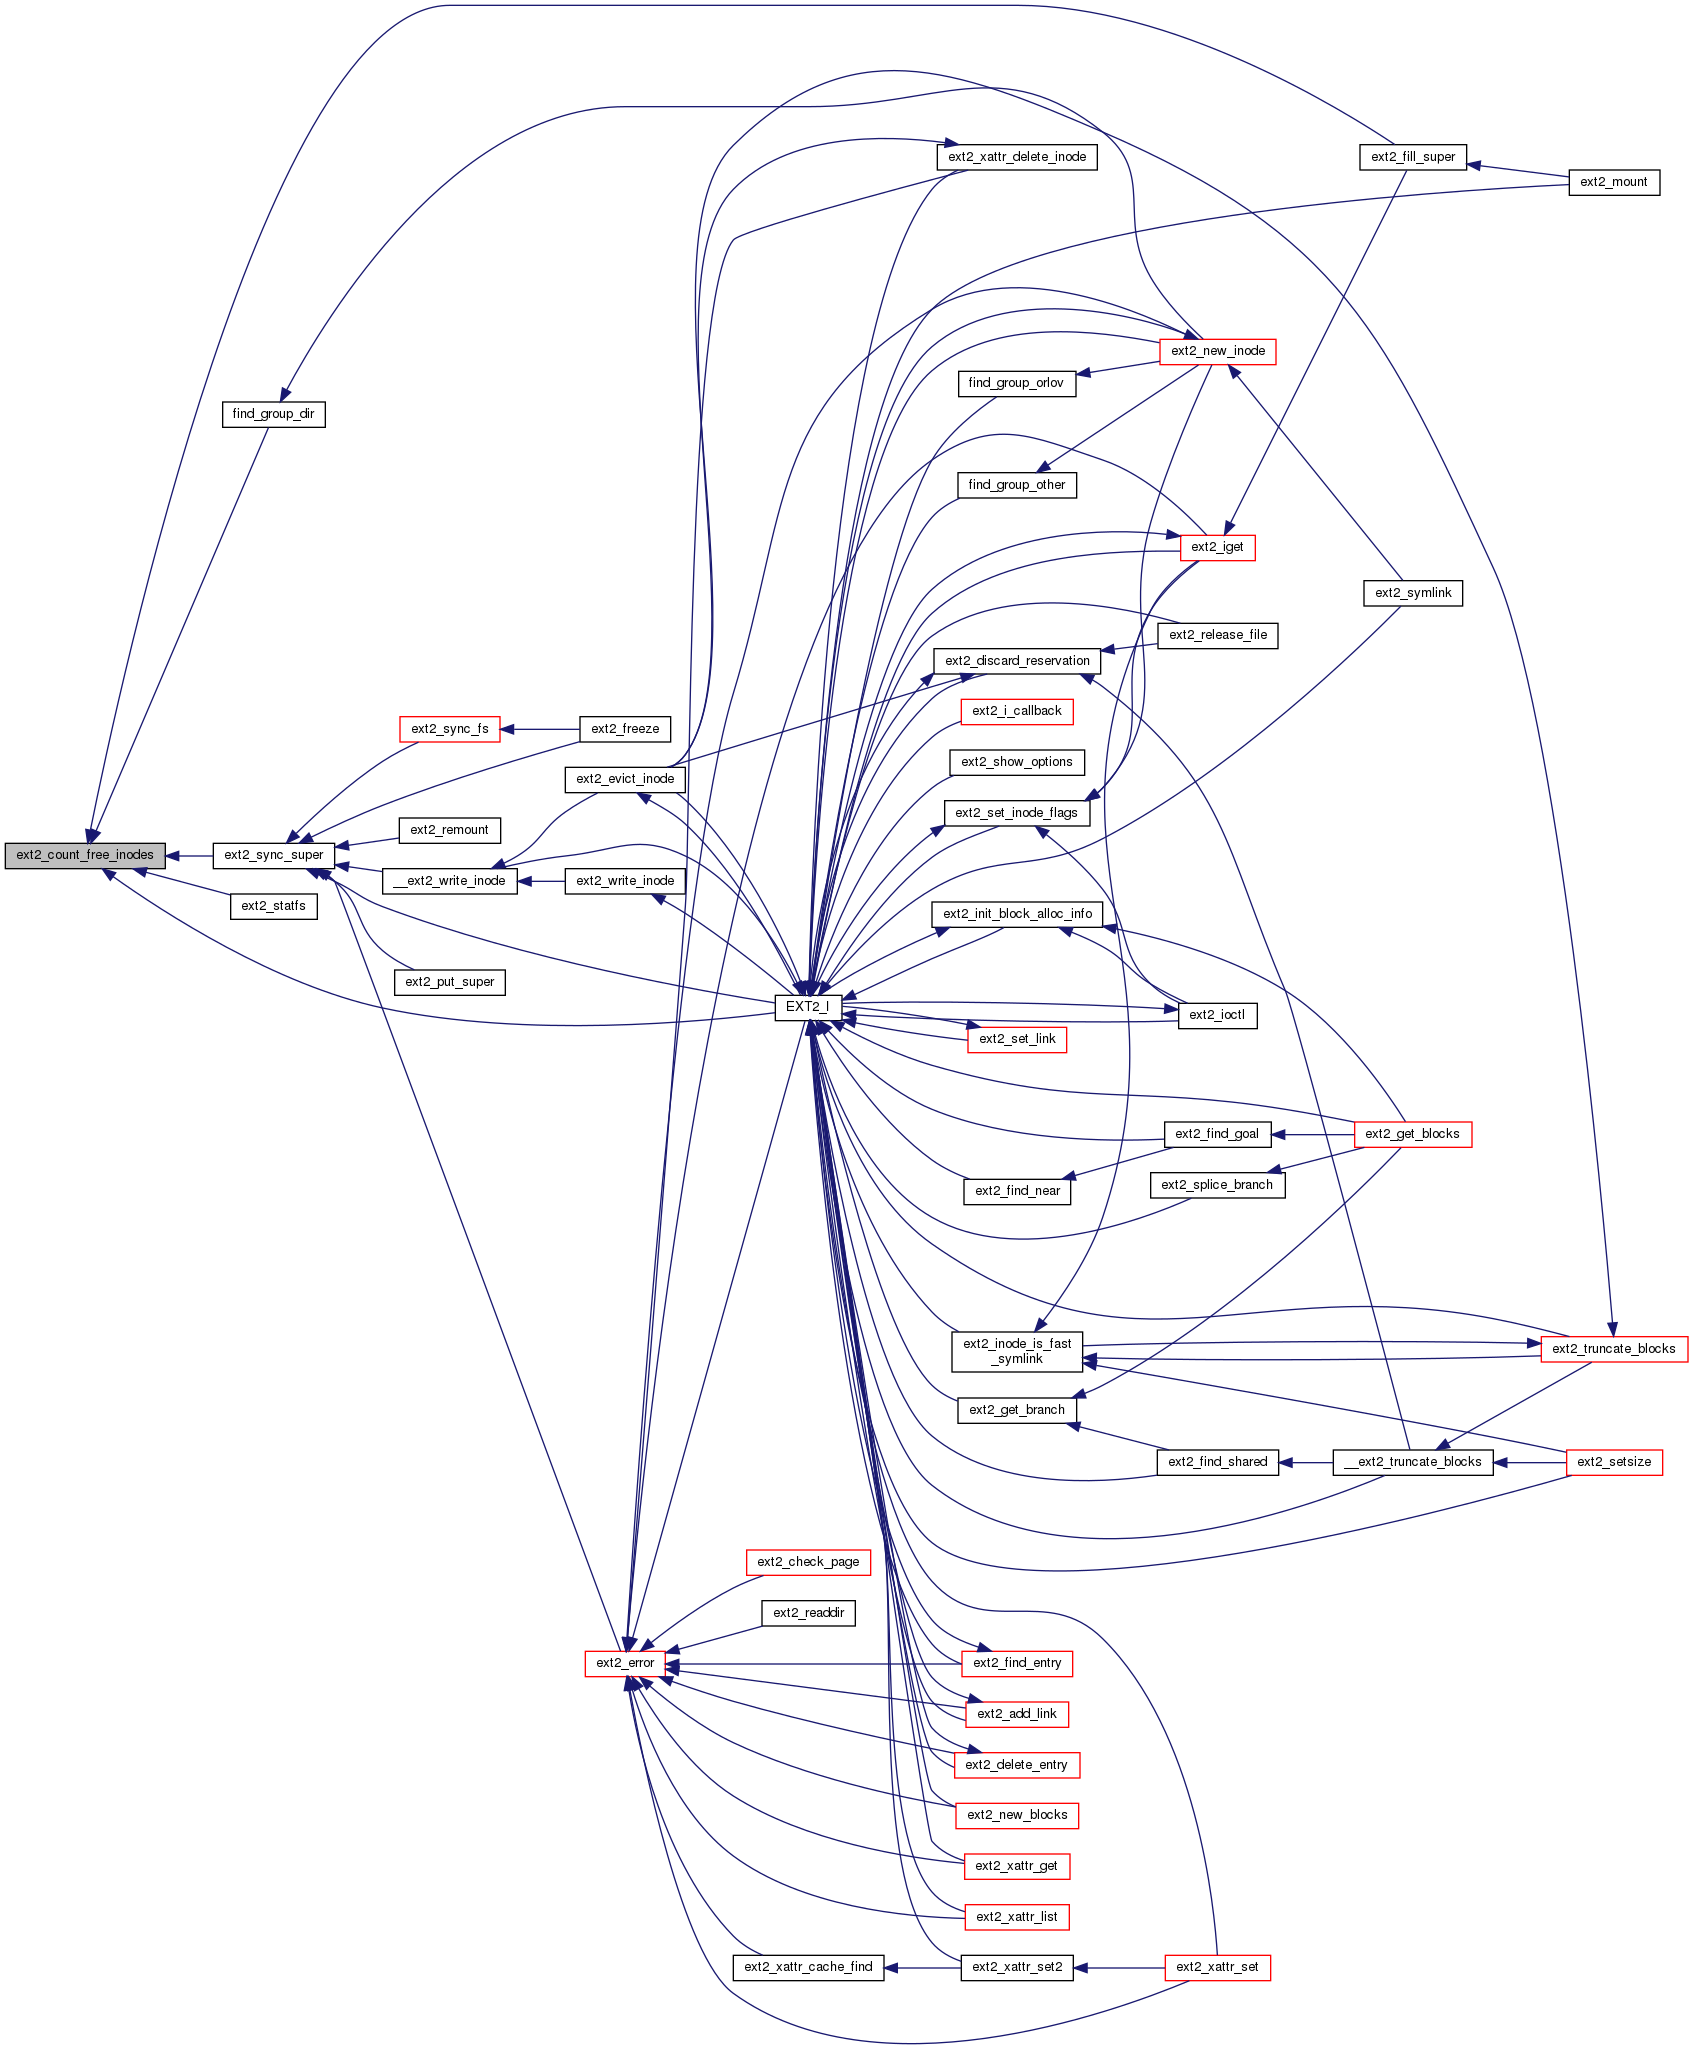 ext2_xattr_delete_inode
ext2_fill_super
ext2_mount
ext2_new_inode
find_group_orlov
find_group_dir
find_group_other
ext2_iget
ext2_symlink
ext2_release_file
ext2_discard_reservation
ext2_i_callback
ext2_sync_fs
ext2_freeze
ext2_show_options
ext2_evict_inode
ext2_set_inode_flags
ext2_remount
ext2_count_free_inodes
ext2_sync_super
__ext2_write_inode
ext2_write_inode
ext2_statfs
ext2_init_block_alloc_info
ext2_put_super
EXT2_I
ext2_ioctl
ext2_set_link
ext2_find_goal
ext2_get_blocks
ext2_splice_branch
ext2_find_near
ext2_inode_is_fast
_symlink
ext2_truncate_blocks
ext2_get_branch
ext2_find_shared
__ext2_truncate_blocks
ext2_setsize
ext2_check_page
ext2_readdir
ext2_error
ext2_find_entry
ext2_add_link
ext2_delete_entry
ext2_new_blocks
ext2_xattr_get
ext2_xattr_list
ext2_xattr_cache_find
ext2_xattr_set2
ext2_xattr_set